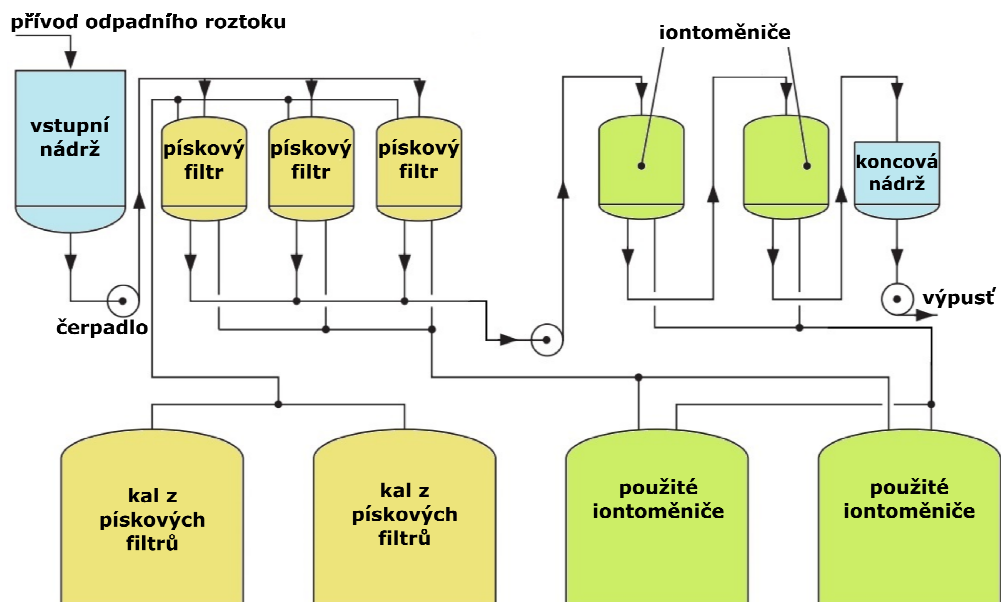 přívod odpadního roztoku
iontoměniče
vstupní
nádrž
pískový
filtr
pískový
filtr
pískový
filtr
koncová
nádrž
čerpadlo
výpusť
kal z
pískových
filtrů
kal z
pískových
filtrů
použité
iontoměniče
použité
iontoměniče